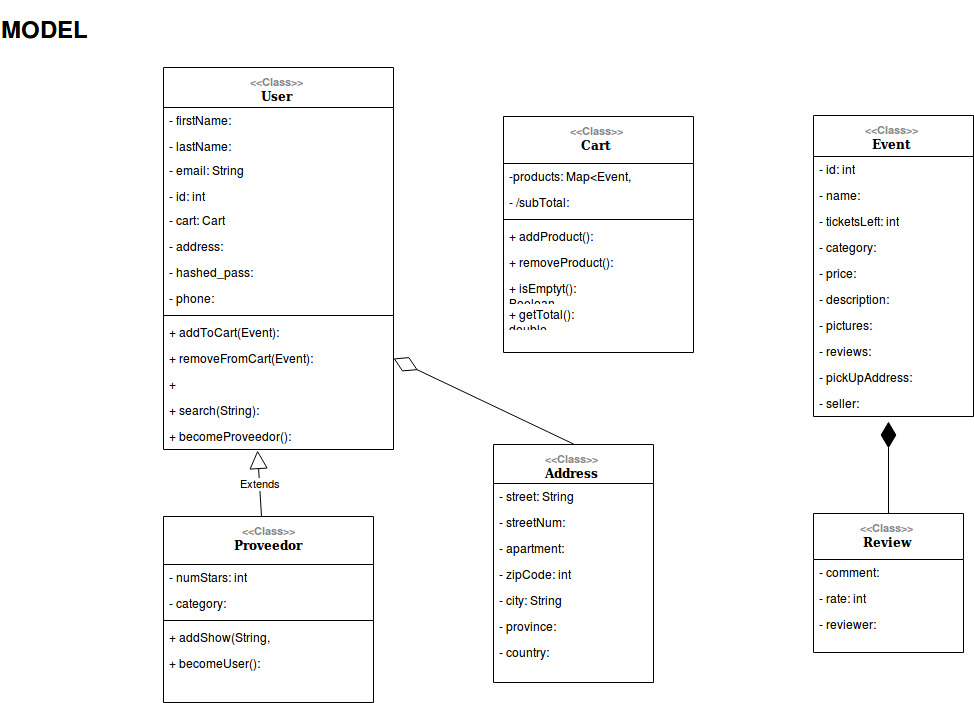 MODEL
<<Class>>
User
- firstName:
- lastName:
- email: String
- id: int
- cart: Cart
- address:
- hashed_pass:
- phone:
+ addToCart(Event):
+ removeFromCart(Event):
+
+ search(String):
+ becomeProveedor():
<<Class>>
Cart
-products: Map<Event,
- /subTotal:
+ addProduct():
+ removeProduct():
+ isEmptyt():
Boolean
+ getTotal():
double
<<Class>>
Event
- id: int
- name:
- ticketsLeft: int
- category:
- price:
- description:
- pictures:
- reviews:
- pickUpAddress:
- seller:
Extends
<<Class>>
Proveedor
- numStars: int
- category:
+ addShow(String,
+ becomeUser():
<<Class>>
Address
- street: String
- streetNum:
- apartment:
- zipCode: int
- city: String
- province:
- country:
<<Class>>
Review
- comment:
- rate: int
- reviewer: